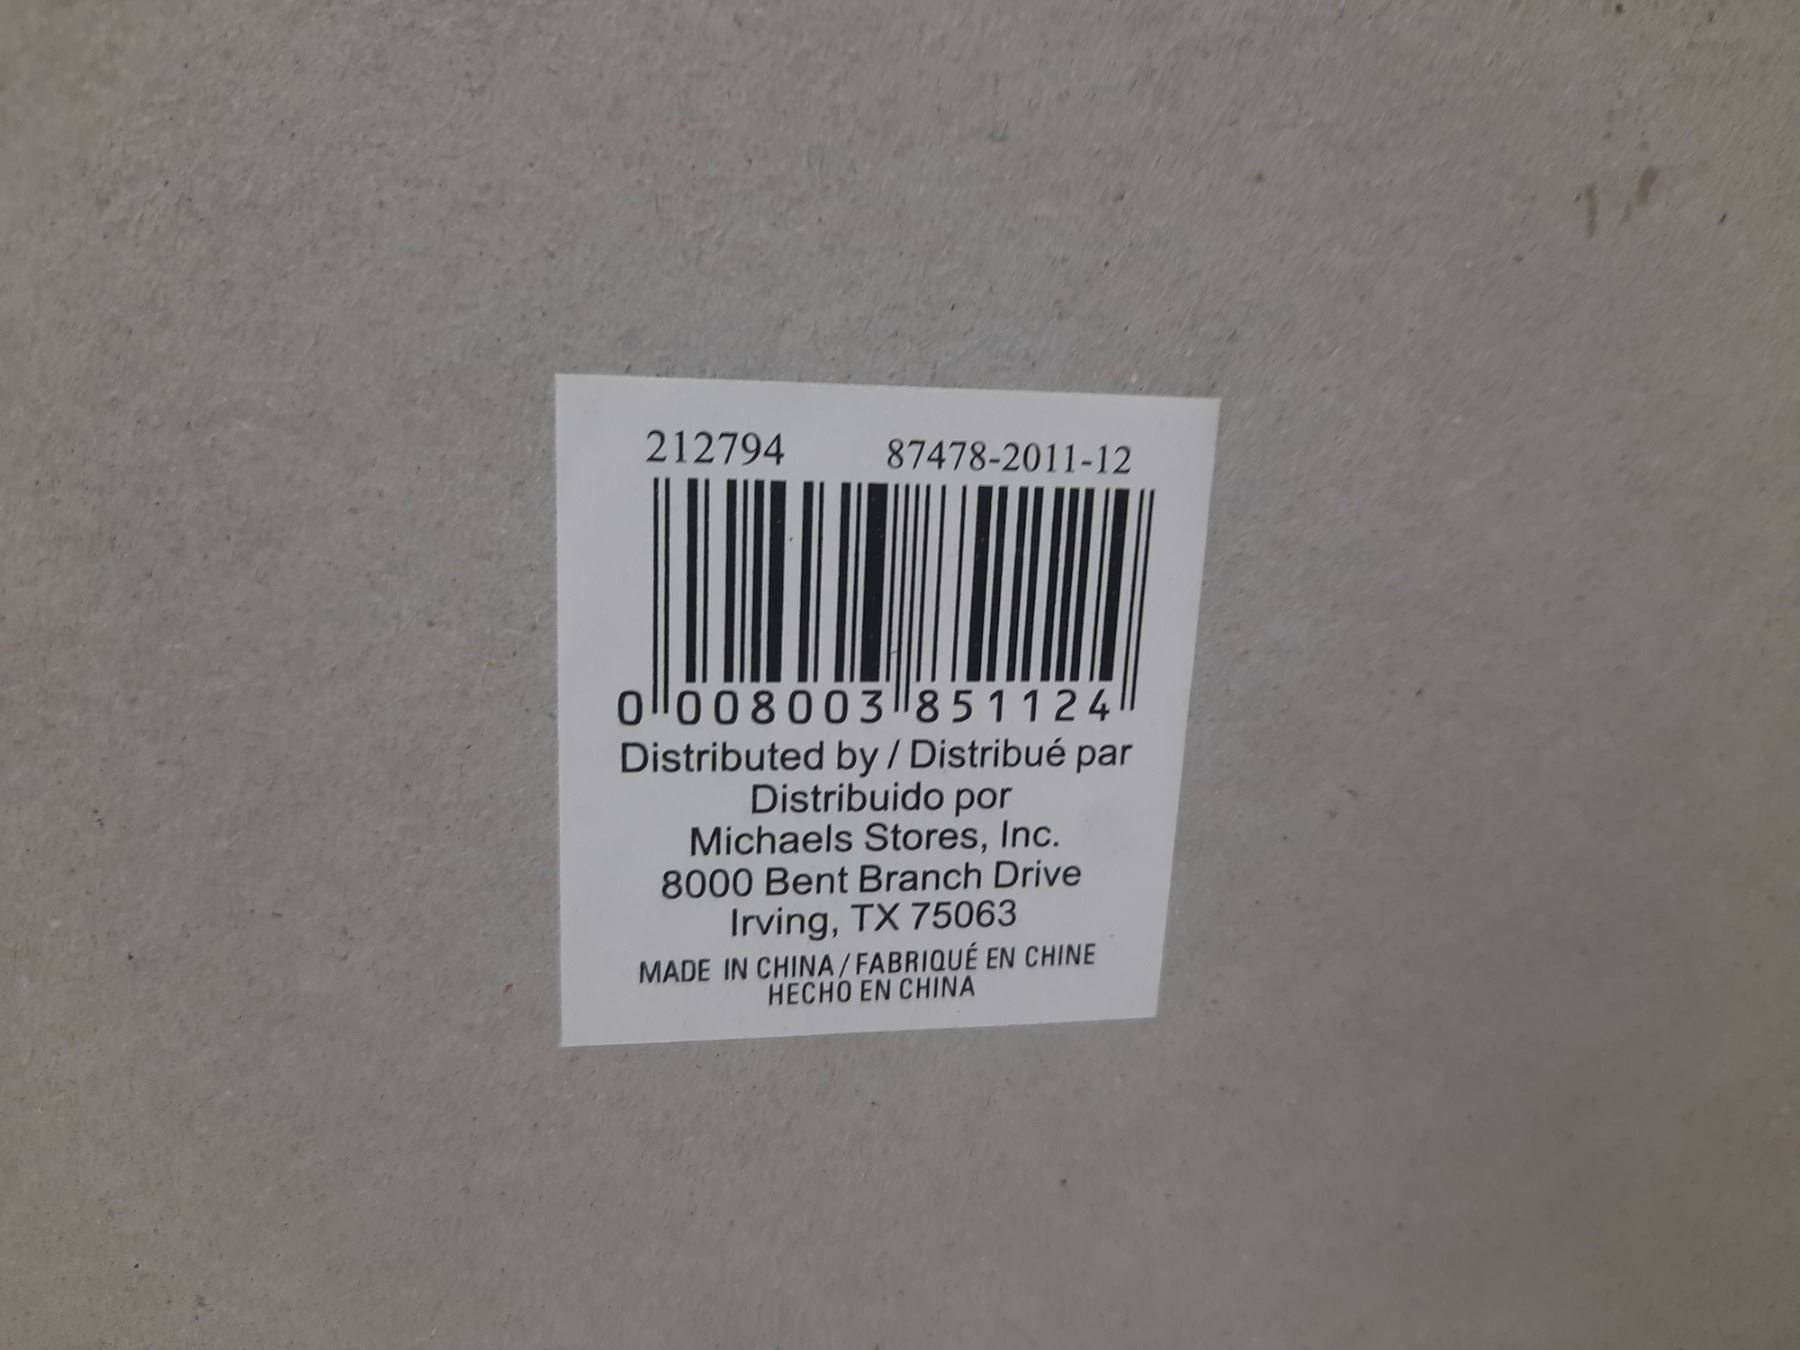 212794 87478-2011-12
0 008003 851124
Distributed by / Distribué par
Distribuido por
Michaels Stores, Inc.
8000 Bent Branch Drive
Irving, TX 75063
MADE IN CHINA / FABRIQUÉ EN CHINE
HECHO EN CHINA